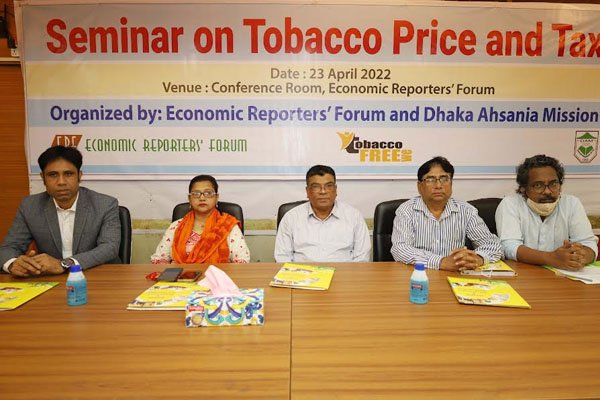 Seminar on Tobacco Price and Tax
Date : 23 April 2022
Venue : Conference Room, Economic Reporters' Forum
Organized by: Economic Reporters' Forum and Dhaka Ahsania Mission
ERF ECONOMIC REPORTERS' FORUM
Tobacco
FREE